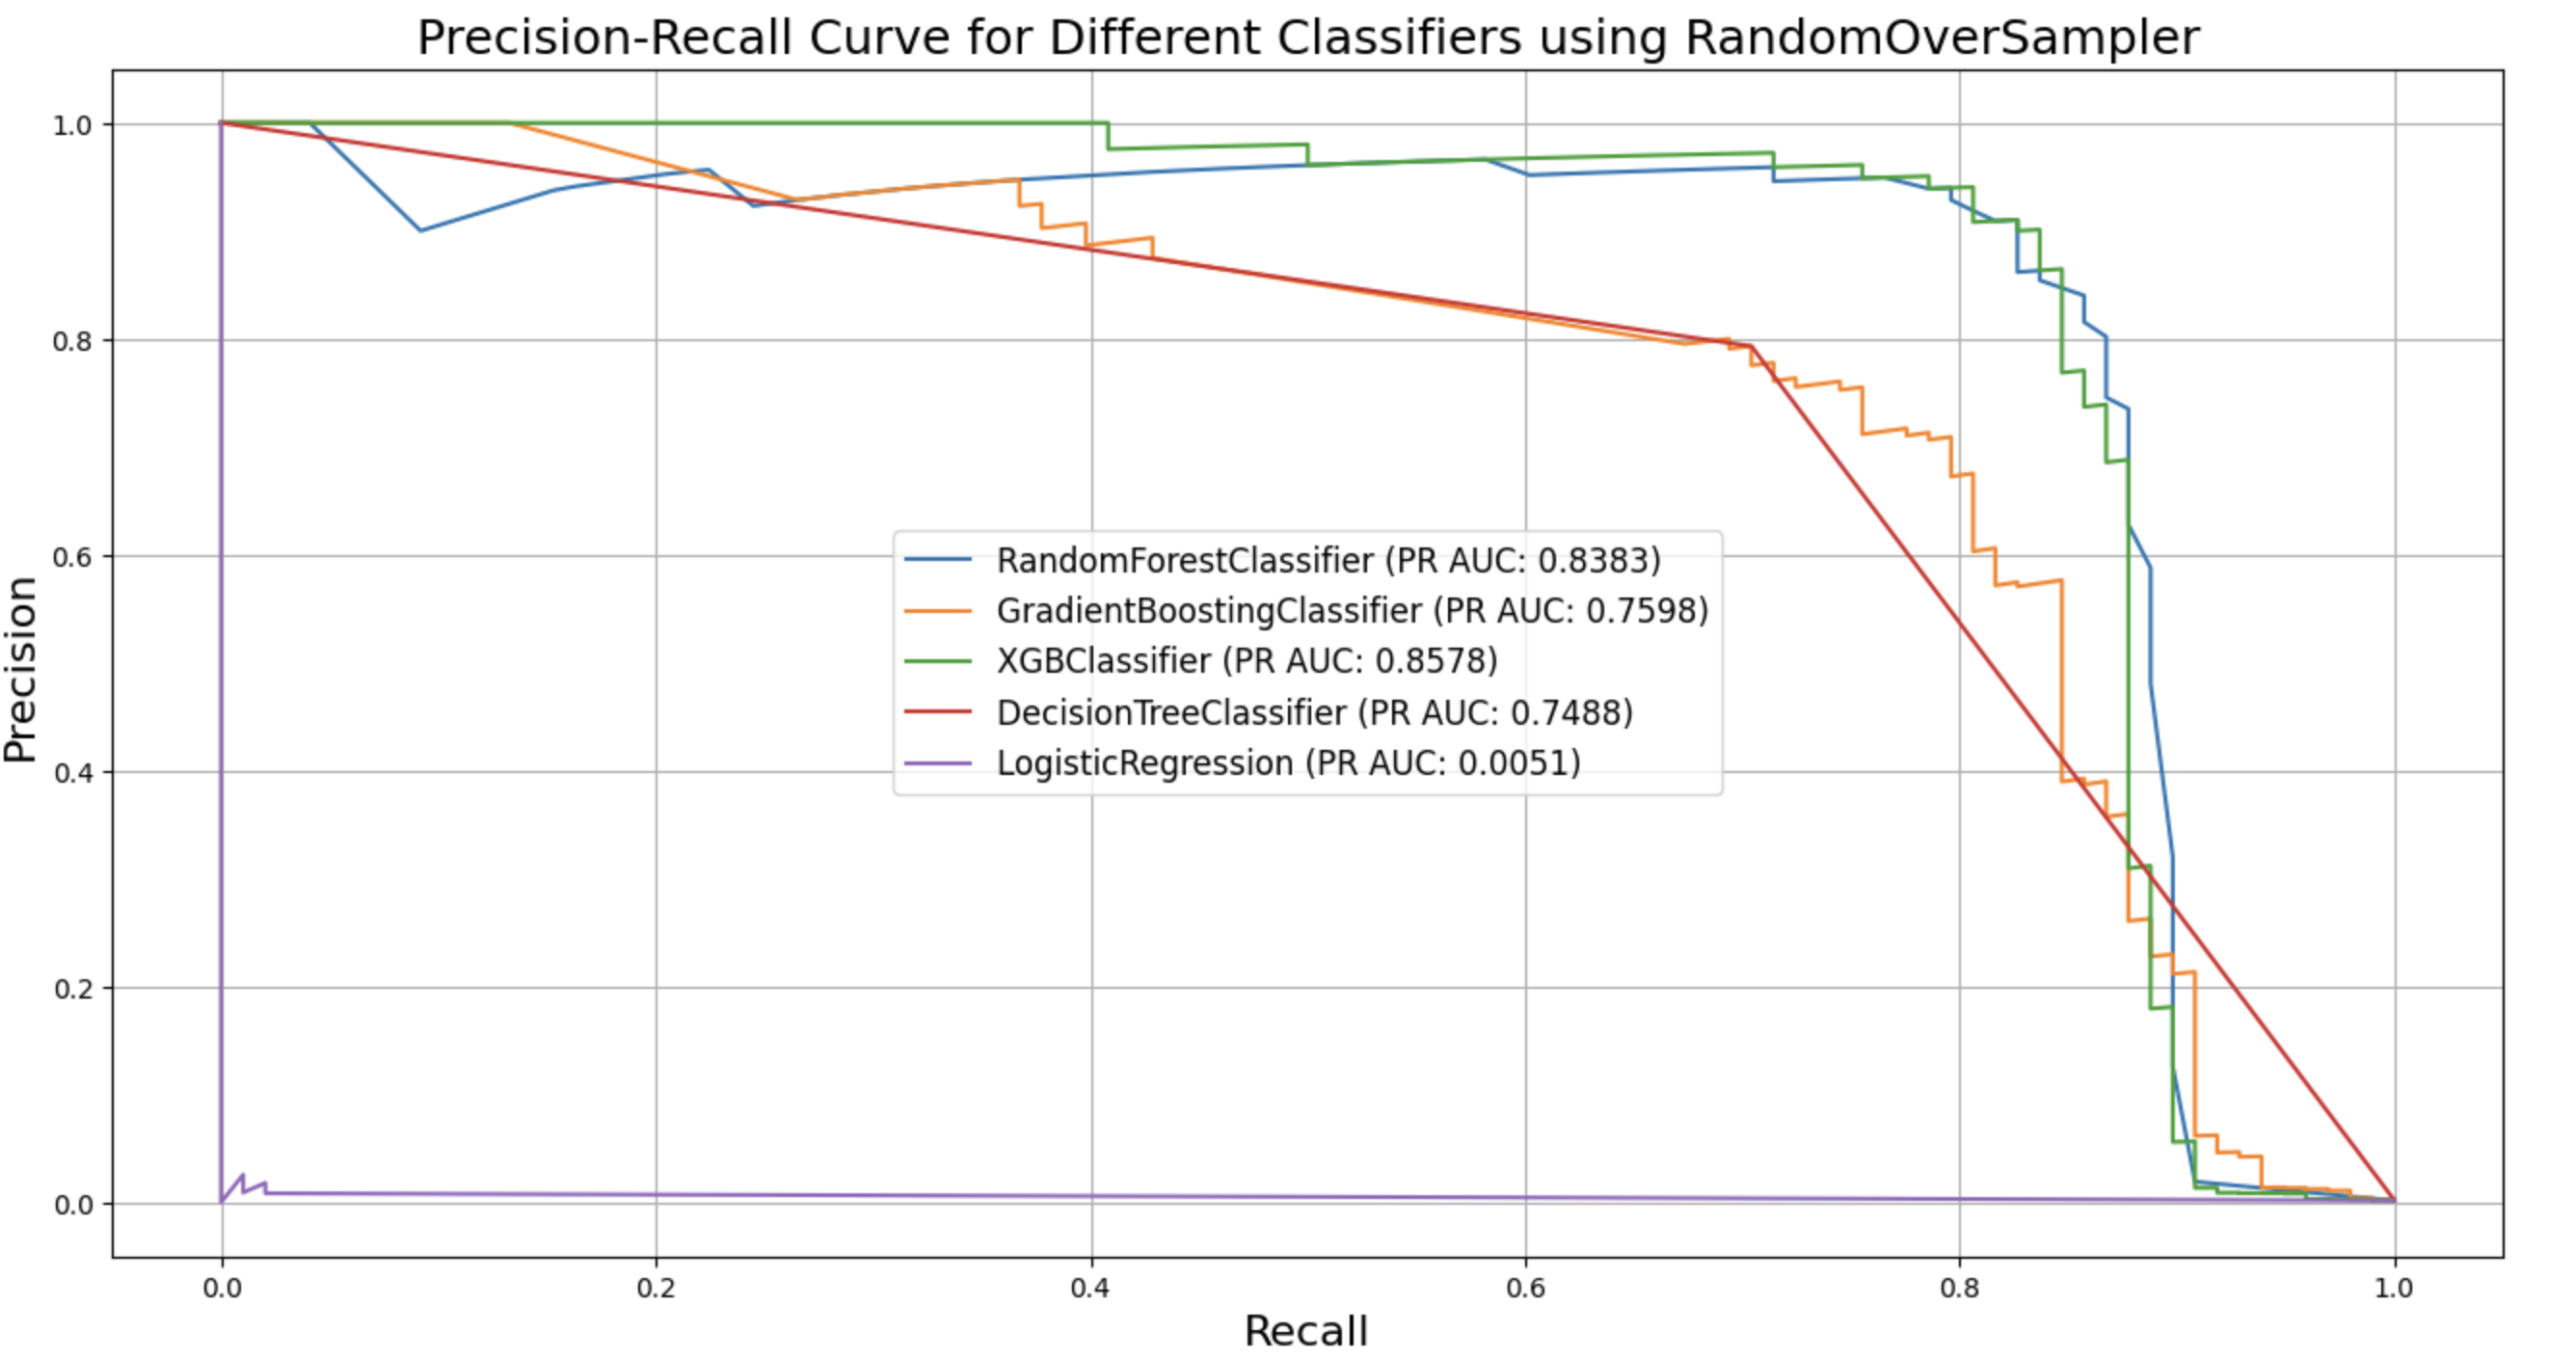 Precision-Recall Curve for Different Classifiers using RandomOverSampler
Precision
1.0
0.8
0.6
0.4
0.2
0.0
RandomForestClassifier (PR AUC: 0.8383)
GradientBoostingClassifier (PR AUC: 0.7598)
XGBClassifier (PR AUC: 0.8578)
DecisionTreeClassifier (PR AUC: 0.7488)
LogisticRegression (PR AUC: 0.0051)
0.0 0.2 0.4 0.6 0.8 1.0
Recall